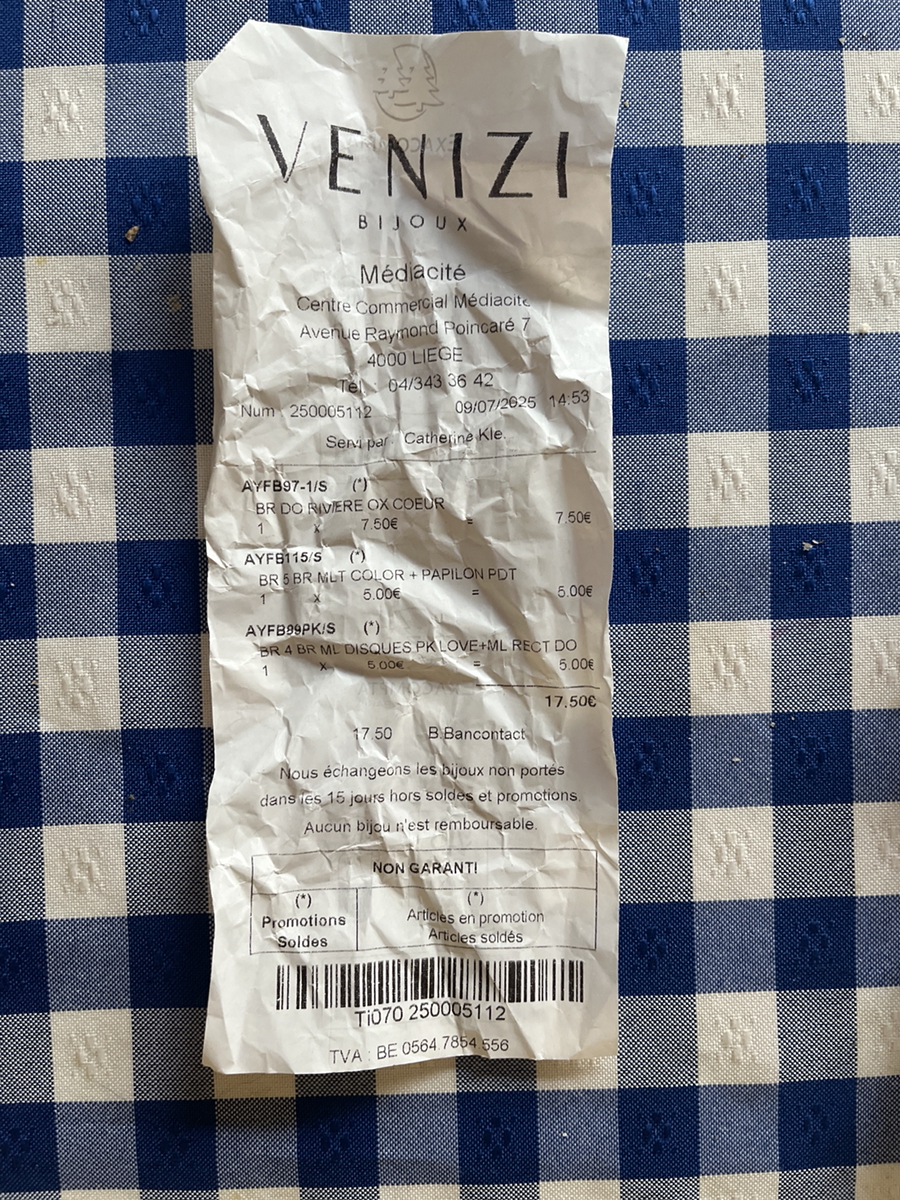 VENIZI
BIJOUX
Médiacité
Centre Commercial Médiacité
Avenue Raymond Poincaré 7
4000 LIEGE
Tél : 04/343 36 42
Num : 250005112 09/07/2025 14:53
Servi par : Catherine Kle.
AYFB97-1/S (*)
BR DO RIVIERE OX COEUR
1 x 7.50€ = 7.50€
AYFB115/S (*)
BR 5 BR MLT COLOR + PAPILON PDT
1 x 5.00€ = 5.00€
AYFB99PK/S (*)
BR 4 BR ML DISQUES PK LOVE+ML RECT DO
1 x 5.00€ = 5.00€
17.50€
17.50 B.Bancontact
Nous échangeons les bijoux non portés
dans les 15 jours hors soldes et promotions.
Aucun bijou n'est remboursable.
NON GARANTI
(*) (*)
Promotions Articles en promotion
Soldes Articles soldés
Ti070 250005112
TVA : BE 0564.7854.556